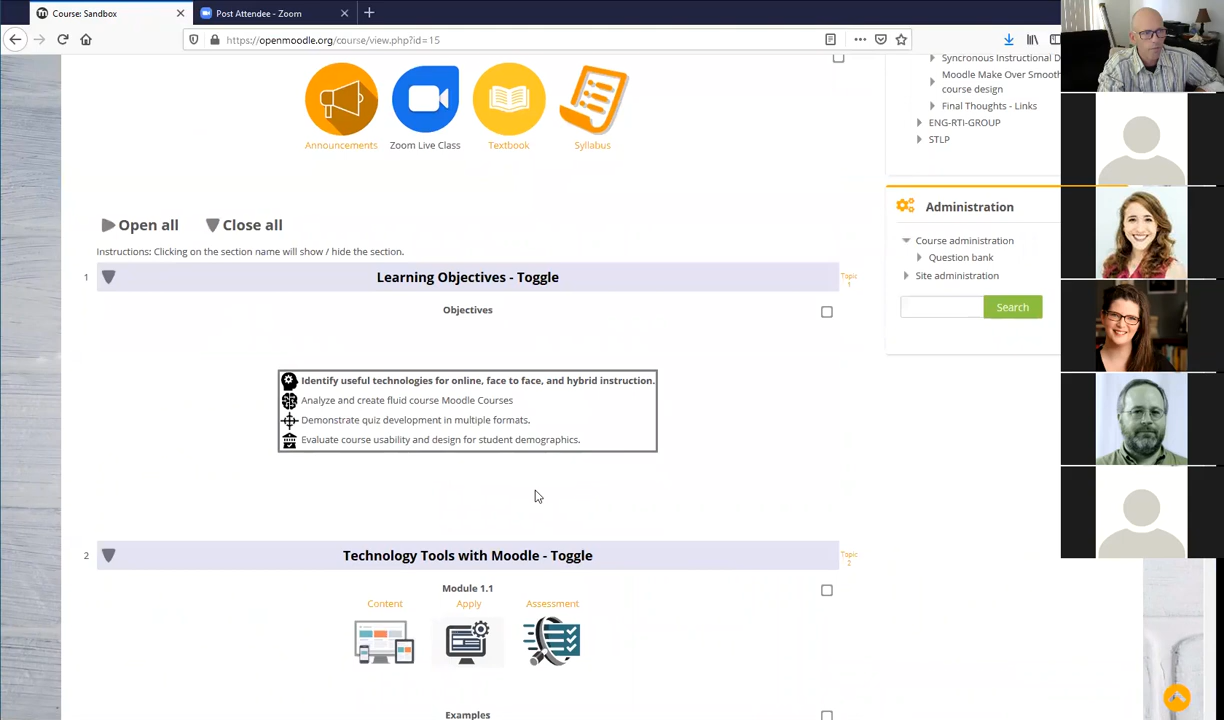 Course: Sandbox
Post Attendee - Zoom
https://openmoodle.org/course/view.php?id=15
Announcements
Zoom Live Class
Textbook
Syllabus
Syncronous Instructional D
Moodle Make Over Smooth
course design
Final Thoughts - Links
ENG-RTI-GROUP
STLP
Administration
Course administration
Question bank
Site administration
Search
Open all
Close all
Instructions: Clicking on the section name will show / hide the section.
1
Learning Objectives - Toggle
Topic
1
Objectives
Identify useful technologies for online, face to face, and hybrid instruction.
Analyze and create fluid course Moodle Courses
Demonstrate quiz development in multiple formats.
Evaluate course usability and design for student demographics.
2
Technology Tools with Moodle - Toggle
Topic
2
Module 1.1
Content
Apply
Assessment
Examples